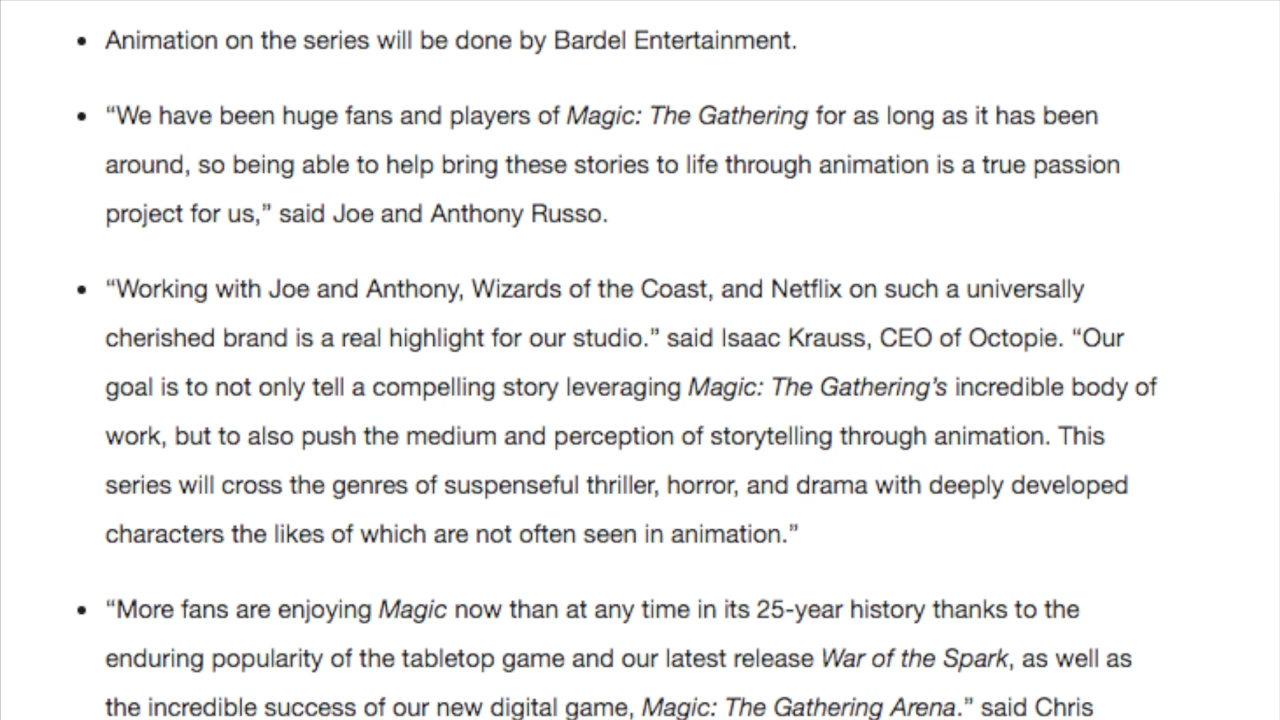 • Animation on the series will be done by Bardel Entertainment.
• “We have been huge fans and players of Magic: The Gathering for as long as it has been
around, so being able to help bring these stories to life through animation is a true passion
project for us,” said Joe and Anthony Russo.
• “Working with Joe and Anthony, Wizards of the Coast, and Netflix on such a universally
cherished brand is a real highlight for our studio.” said Isaac Krauss, CEO of Octopie. “Our
goal is to not only tell a compelling story leveraging Magic: The Gathering’s incredible body of
work, but to also push the medium and perception of storytelling through animation. This
series will cross the genres of suspenseful thriller, horror, and drama with deeply developed
characters the likes of which are not often seen in animation.”
• “More fans are enjoying Magic now than at any time in its 25-year history thanks to the
enduring popularity of the tabletop game and our latest release War of the Spark, as well as
the incredible success of our new digital game, Magic: The Gathering Arena.” said Chris